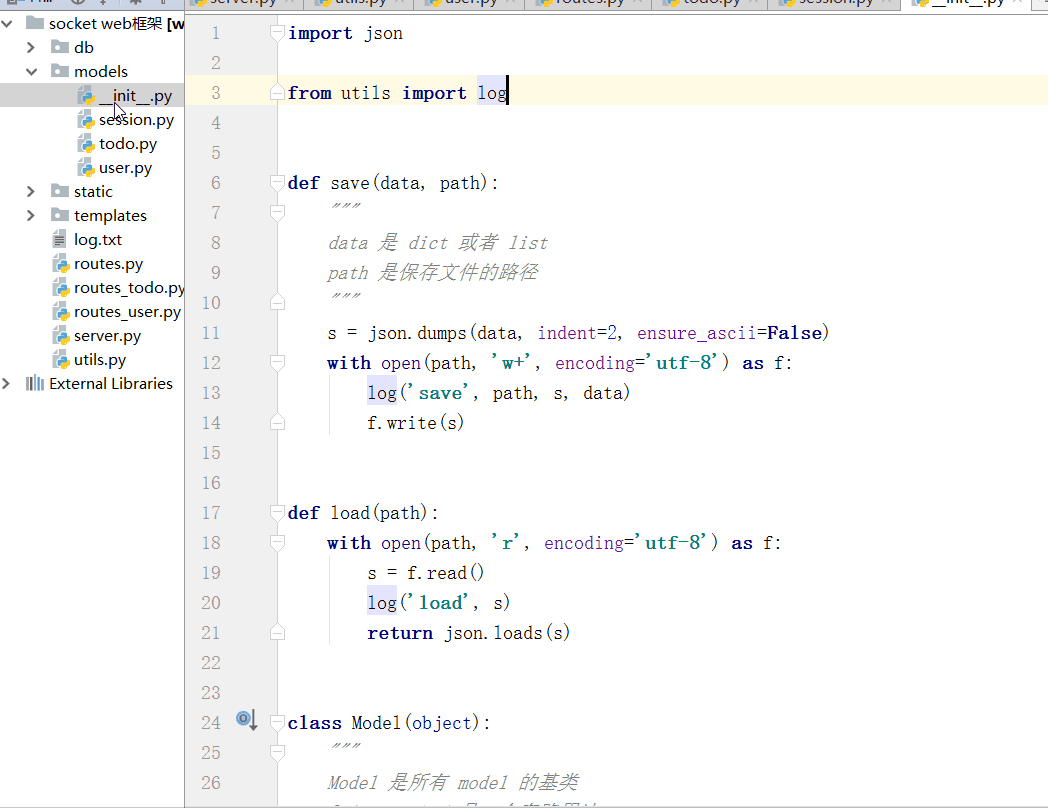 server.py
utils.py
user.py
routes.py
todo.py
session.py
__init__.py
socket web框架 [w
db
models
__init__.py
session.py
todo.py
user.py
static
templates
log.txt
routes.py
routes_todo.py
routes_user.py
server.py
utils.py
External Libraries
1 import json
2
3 from utils import log
4
5
6 def save(data, path):
7 """
8 data 是 dict 或者 list
9 path 是保存文件的路径
10 """
11 s = json.dumps(data, indent=2, ensure_ascii=False)
12 with open(path, 'w+', encoding='utf-8') as f:
13 log('save', path, s, data)
14 f.write(s)
15
16
17 def load(path):
18 with open(path, 'r', encoding='utf-8') as f:
19 s = f.read()
20 log('load', s)
21 return json.loads(s)
22
23
24 class Model(object):
25 """
26 Model 是所有 model 的基类